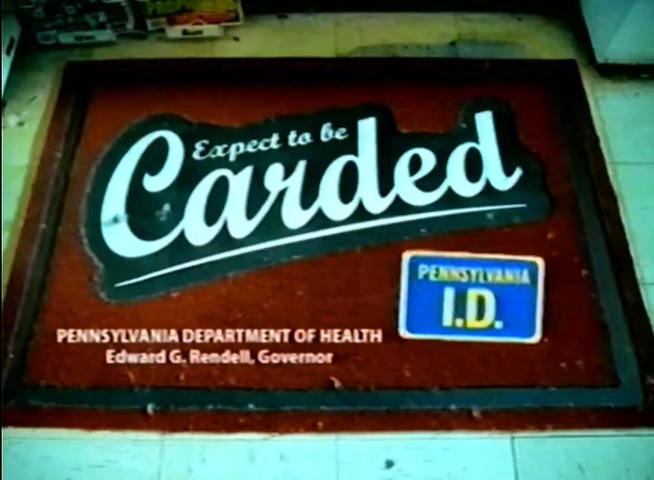 Expect to be
Carded
PENNSYLVANIA
I.D.
PENNSYLVANIA DEPARTMENT OF HEALTH
Edward G. Rendell, Governor